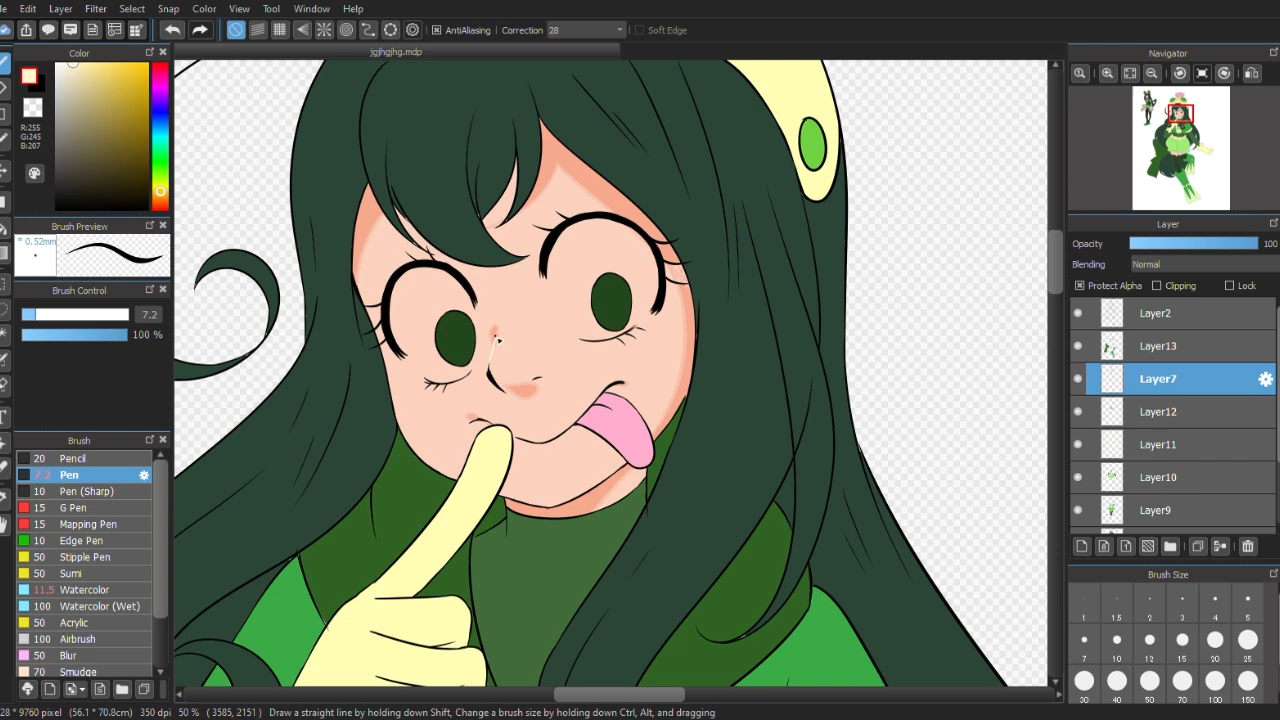 le Edit Layer Filter Select Snap Color View Tool Window Help
AntiAliasing Correction 28 Soft Edge
jgjhgjhg.mdp
Color
R:255
G:245
B:207
Brush Preview
* 0.52mm
Brush Control
7.2
100 %
Brush
20 Pencil
7.2 Pen
10 Pen (Sharp)
15 G Pen
15 Mapping Pen
10 Edge Pen
50 Stipple Pen
50 Sumi
11.5 Watercolor
100 Watercolor (Wet)
50 Acrylic
100 Airbrush
50 Blur
70 Smudge
Navigator
Layer
Opacity 100
Blending Normal
Protect Alpha Clipping Lock
Layer2
Layer13
Layer7
Layer12
Layer11
Layer10
Layer9
Brush Size
1 1.5 2 3 4 5
7 10 12 15 20 25
30 40 50 70 100 150
28 * 9760 pixel (56.1 * 70.8cm) 350 dpi 50 % ( 3585, 2151 ) Draw a straight line by holding down Shift, Change a brush size by holding down Ctrl, Alt, and dragging